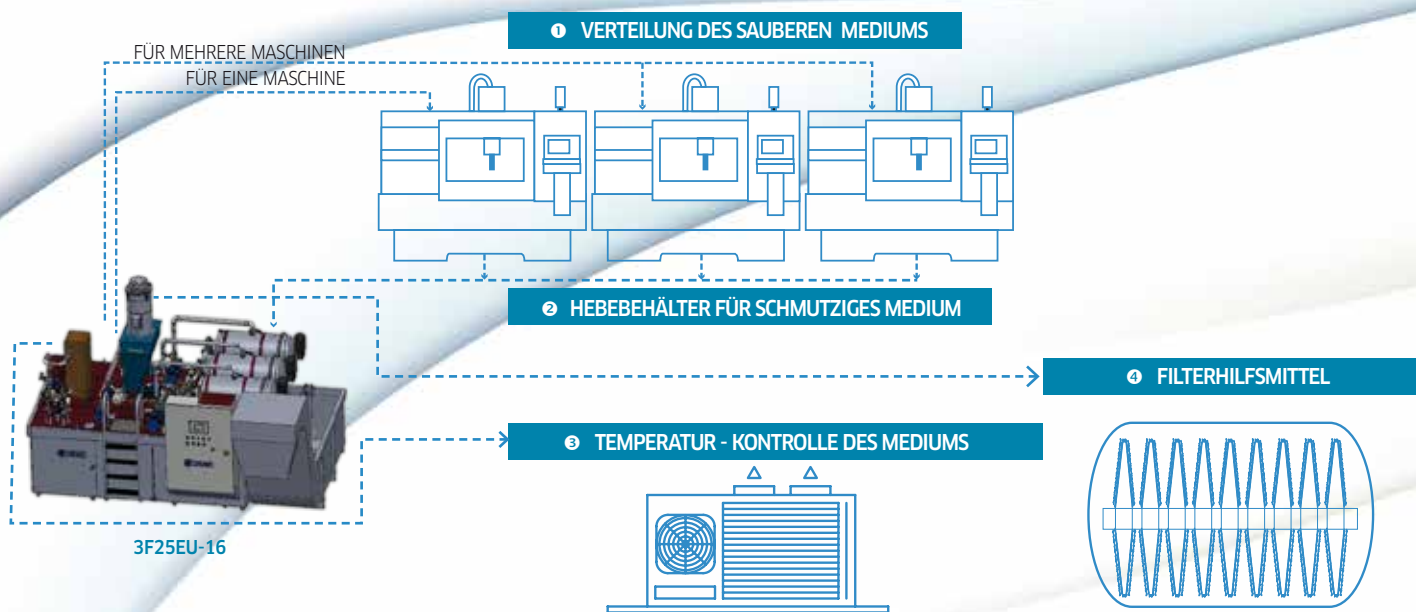 ❶ VERTEILUNG DES SAUBEREN MEDIUMS
FÜR MEHRERE MASCHINEN
FÜR EINE MASCHINE
❷ HEBEBEHÄLTER FÜR SCHMUTZIGES MEDIUM
❹ FILTERHILFSMITTEL
❸ TEMPERATUR - KONTROLLE DES MEDIUMS
3F25EU-16